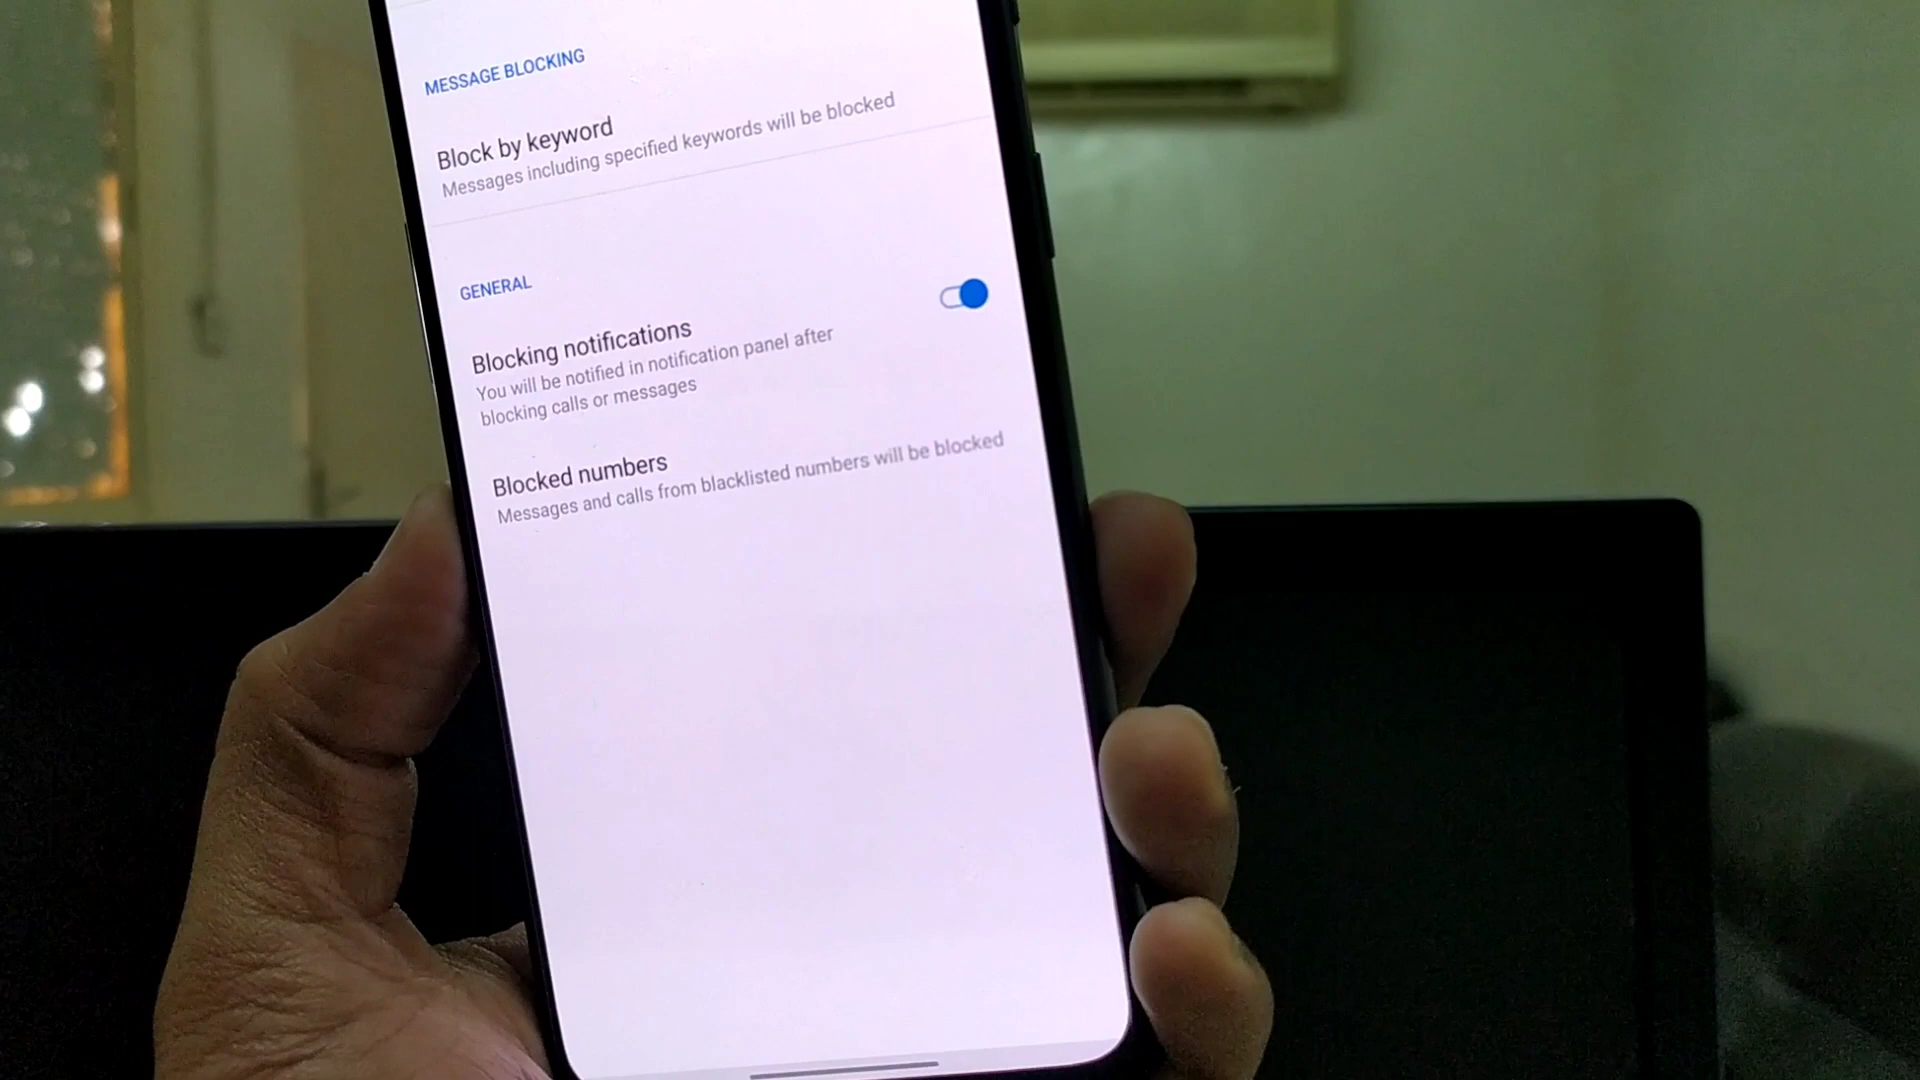 MESSAGE BLOCKING
Block by keyword
Messages including specified keywords will be blocked
GENERAL
Blocking notifications
You will be notified in notification panel after
blocking calls or messages
Blocked numbers
Messages and calls from blacklisted numbers will be blocked